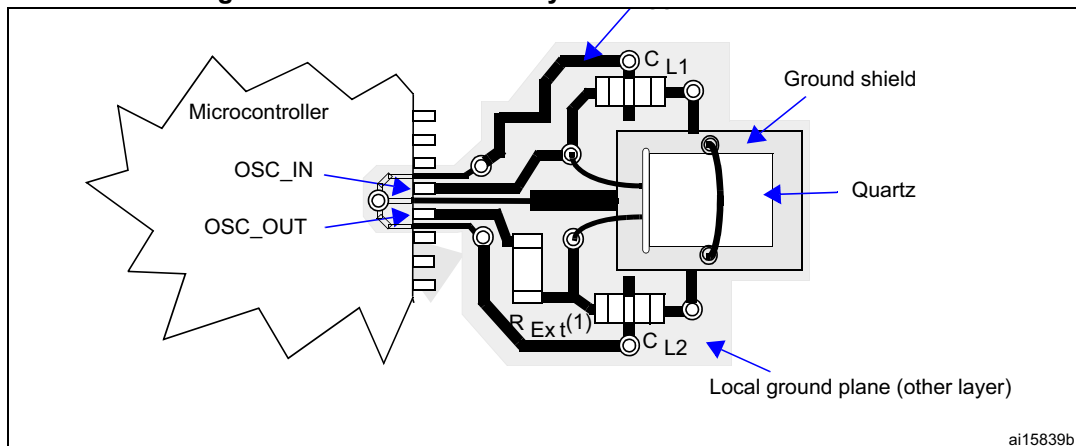 C L1
Ground shield
Microcontroller
OSC_IN
Quartz
OSC_OUT
R Ext(1)
C L2
Local ground plane (other layer)
ai15839b